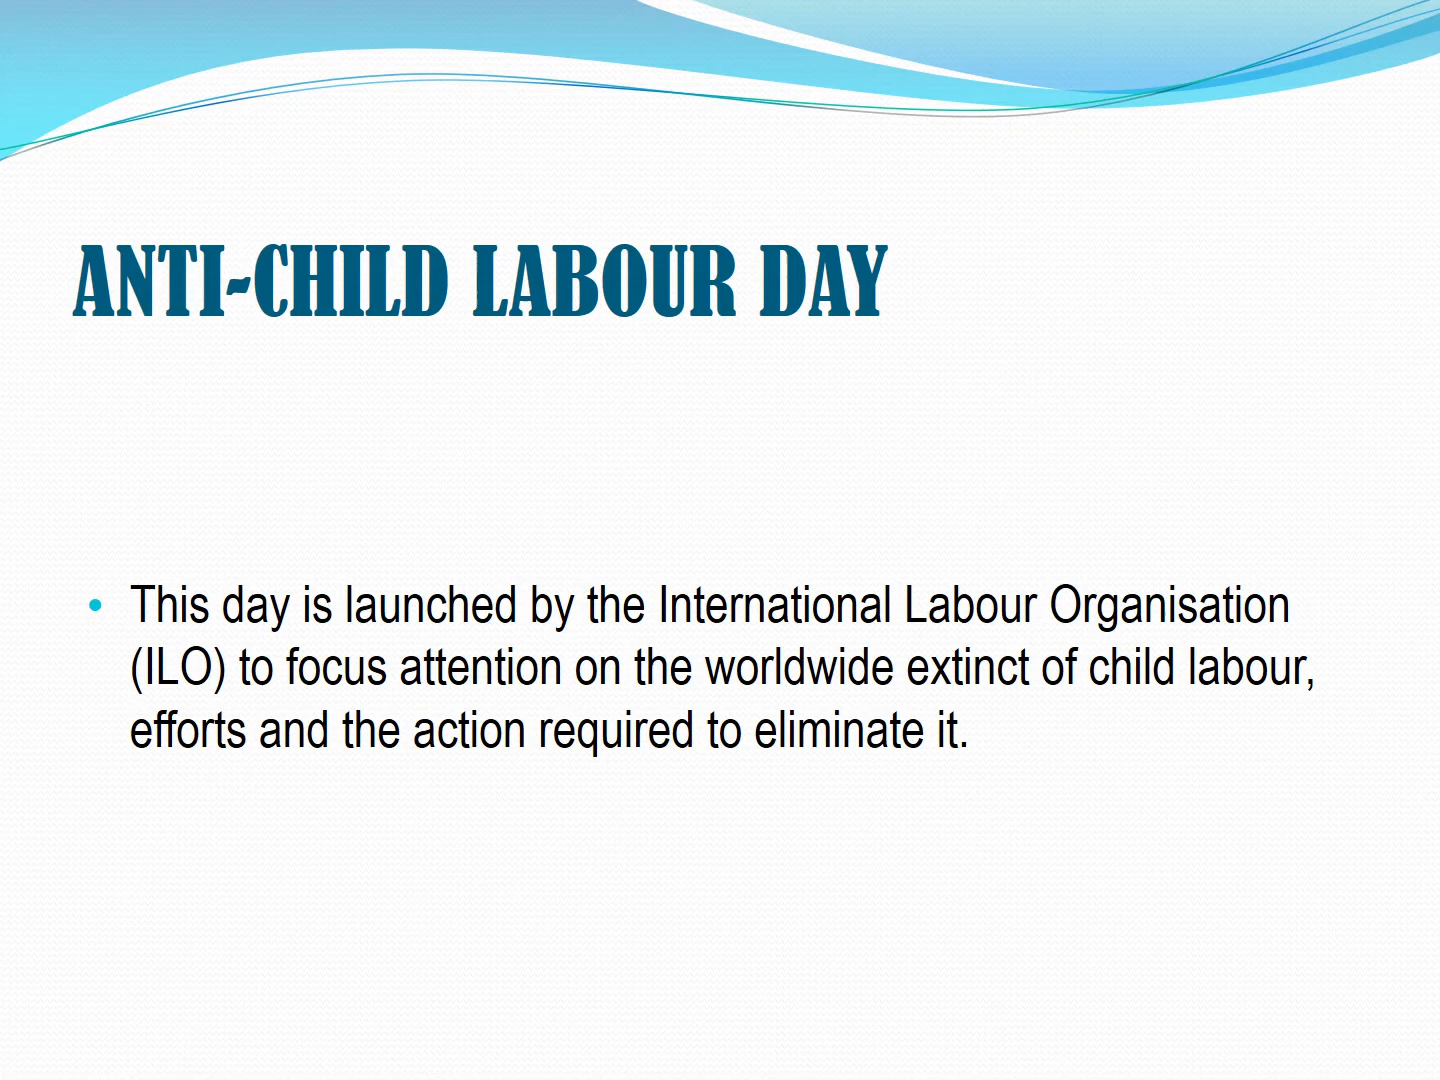 ANTI-CHILD LABOUR DAY
• This day is launched by the International Labour Organisation
(ILO) to focus attention on the worldwide extinct of child labour,
efforts and the action required to eliminate it.